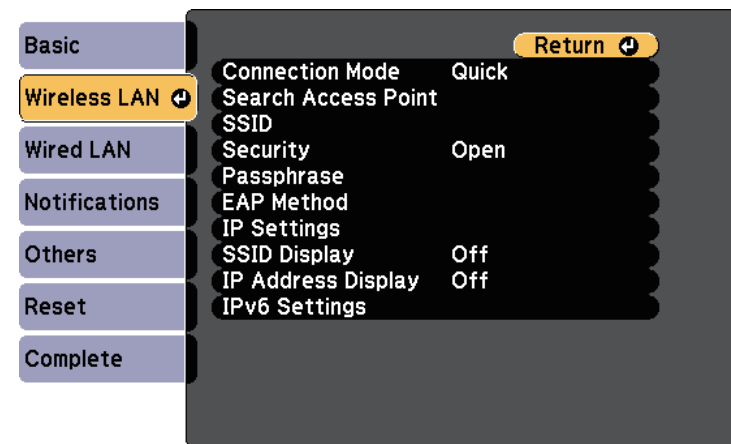 Basic
Wireless LAN
Wired LAN
Notifications
Others
Reset
Complete
Return
Connection Mode Quick
Search Access Point
SSID
Security Open
Passphrase
EAP Method
IP Settings
SSID Display Off
IP Address Display Off
IPv6 Settings